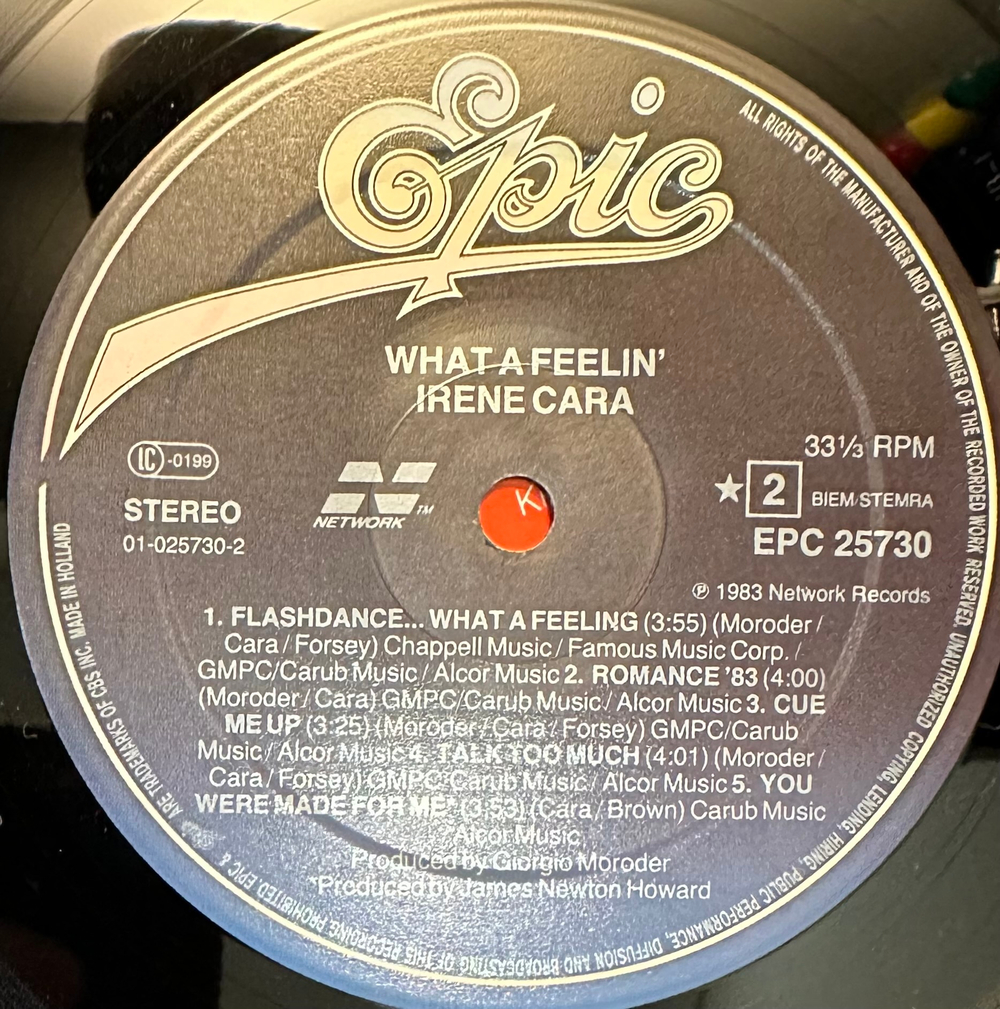 Epic
WHAT A FEELIN'
IRENE CARA
33⅓ RPM
LC-0199
★ 2 BIEM/STEMRA
STEREO
NETWORK TM
K
01-025730-2
EPC 25730
℗ 1983 Network Records
1. FLASHDANCE... WHAT A FEELING (3:55) (Moroder /
Cara / Forsey) Chappell Music / Famous Music Corp. /
GMPC/Carub Music / Alcor Music 2. ROMANCE '83 (4:00)
(Moroder / Cara) GMPC/Carub Music / Alcor Music 3. CUE
ME UP (3:25) (Moroder / Cara / Forsey) GMPC/Carub
Music / Alcor Music 4. TALK TOO MUCH (4:01) (Moroder /
Cara / Forsey) GMPC/Carub Music / Alcor Music 5. YOU
WERE MADE FOR ME* (3:53) (Cara / Brown) Carub Music
Alcor Music
Produced by Giorgio Moroder
*Produced by James Newton Howard
ALL RIGHTS OF THE MANUFACTURER AND OF THE OWNER OF THE RECORDED WORK RESERVED. UNAUTHORIZED COPYING, LENDING, HIRING, PUBLIC PERFORMANCE, DIFFUSION AND BROADCASTING OF THIS RECORDING PROHIBITED EPIC & ARE TRADEMARKS OF CBS INC. MADE IN HOLLAND